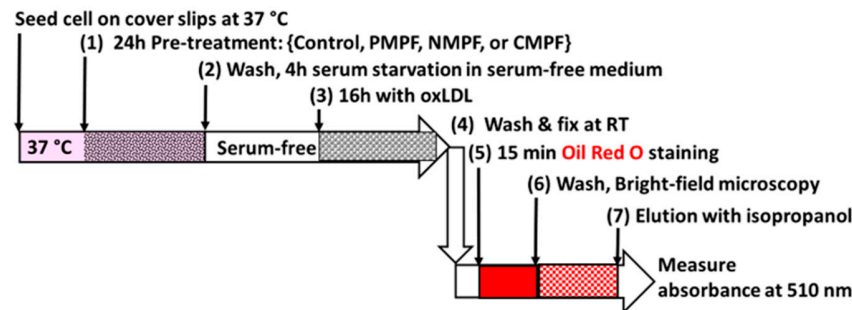 Seed cell on cover slips at 37 °C
(1) 24h Pre-treatment: {Control, PMPF, NMPF, or CMPF}
(2) Wash, 4h serum starvation in serum-free medium
(3) 16h with oxLDL
37 °C
Serum-free
(4) Wash & fix at RT
(5) 15 min Oil Red O staining
(6) Wash, Bright-field microscopy
(7) Elution with isopropanol
Measure
absorbance at 510 nm